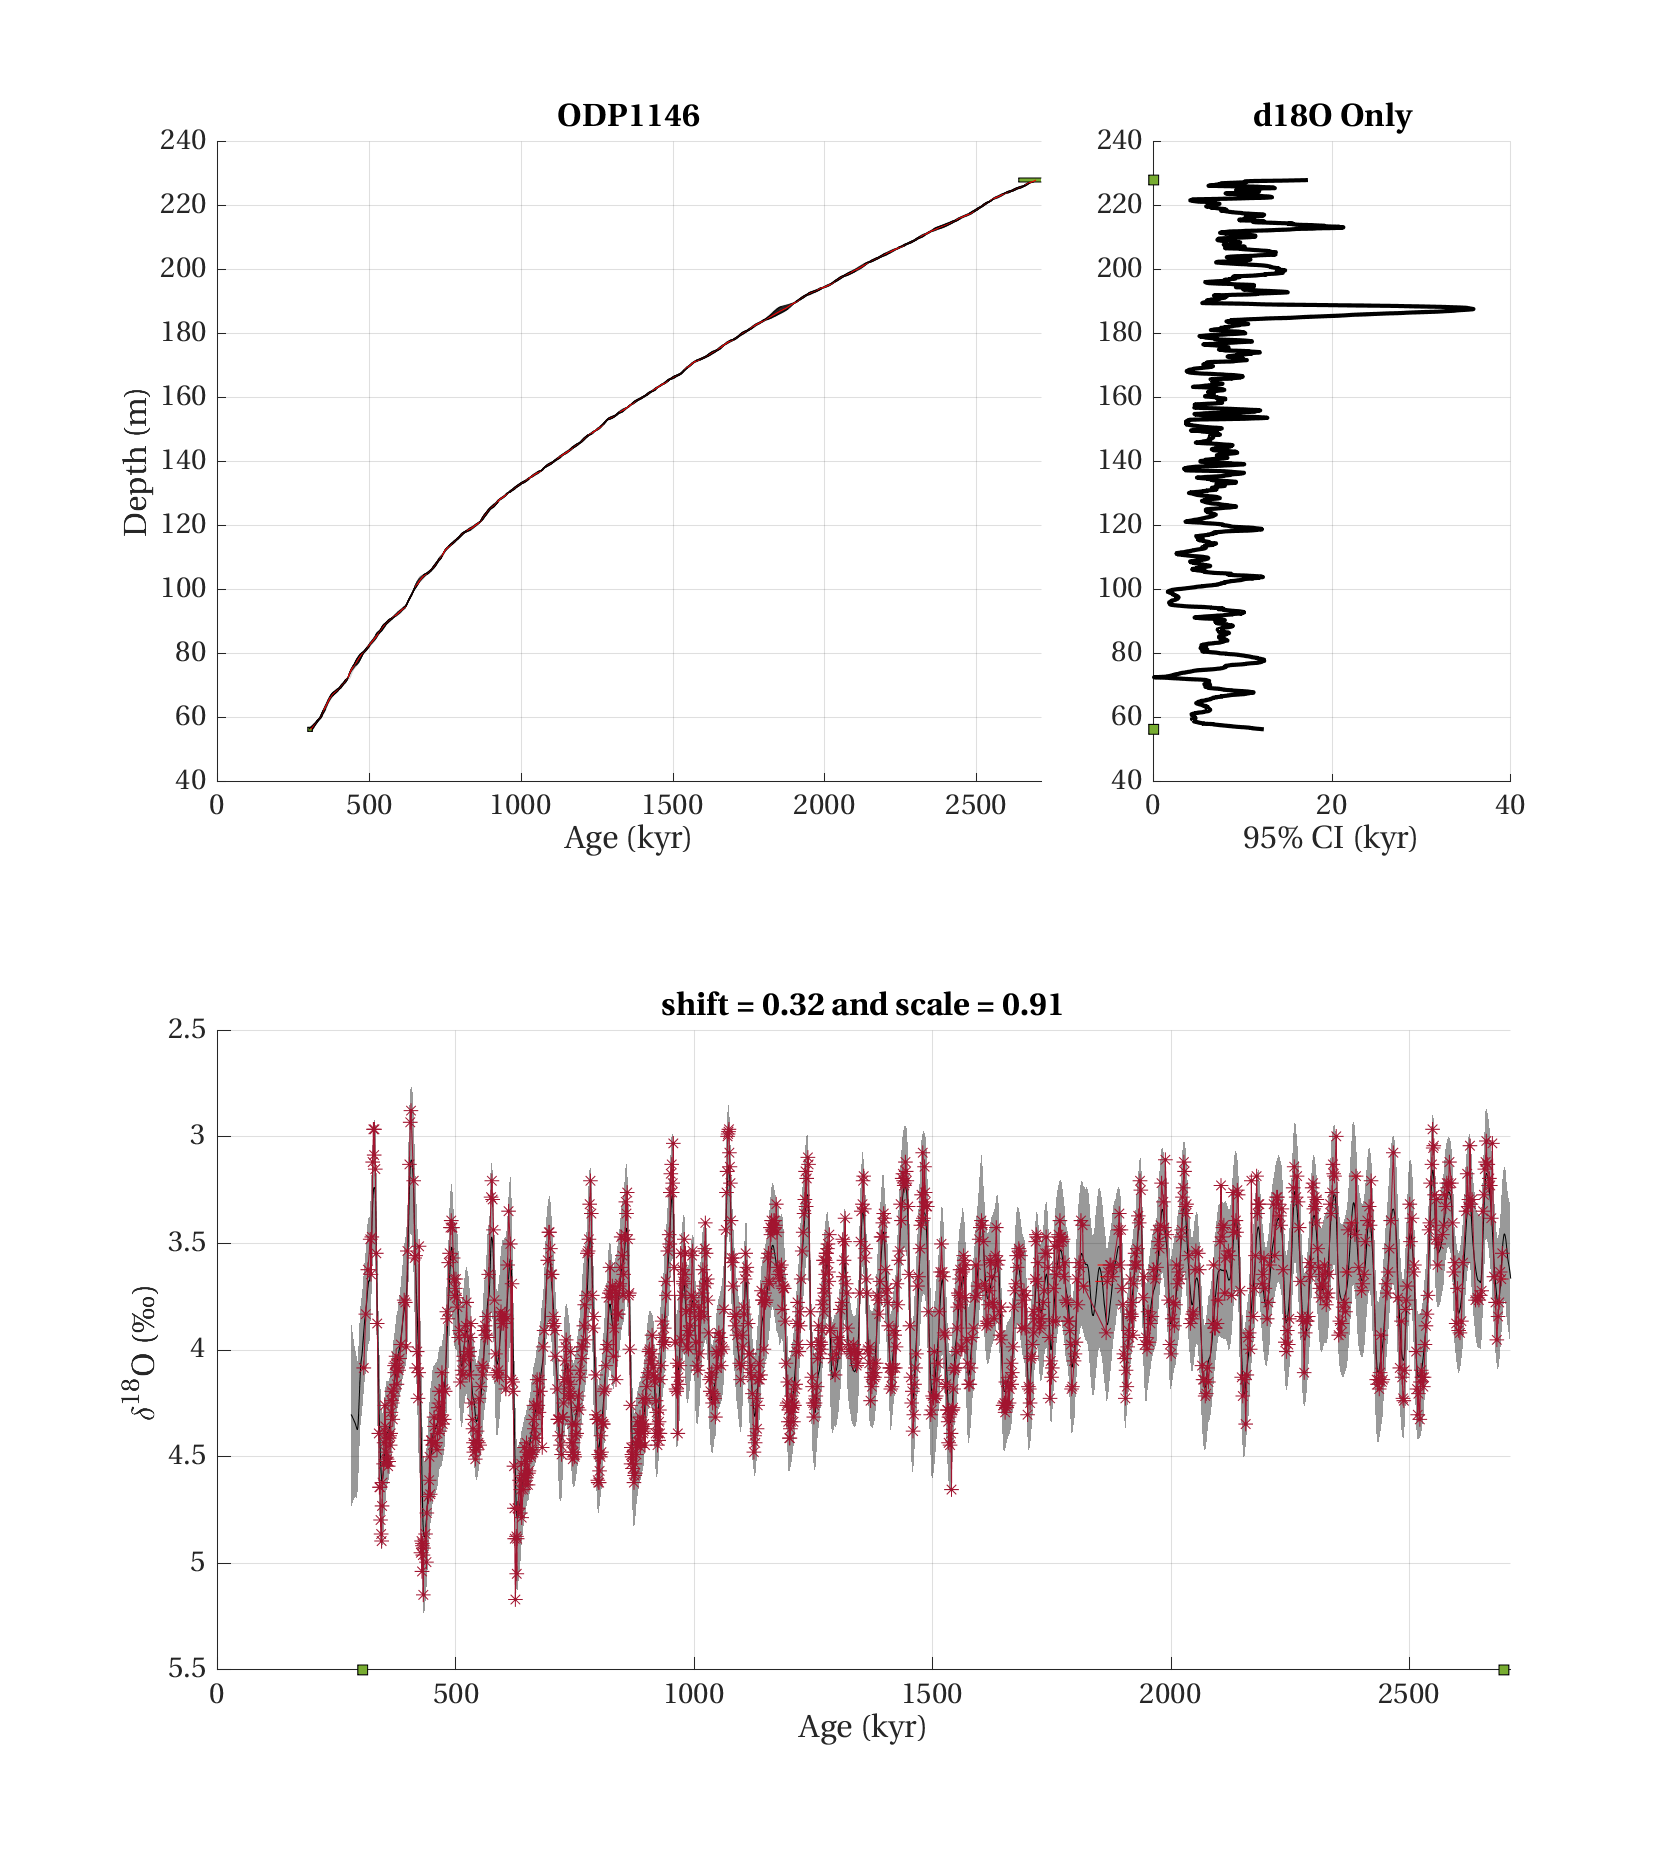 ODP1146
d18O Only
240
220
200
180
160
140
120
100
80
60
40
Depth (m)
0 500 1000 1500 2000 2500
Age (kyr)
240
220
200
180
160
140
120
100
80
60
40
0 20 40
95% CI (kyr)
shift = 0.32 and scale = 0.91
2.5
3
3.5
4
4.5
5
5.5
δ¹⁸O (‰)
0 500 1000 1500 2000 2500
Age (kyr)